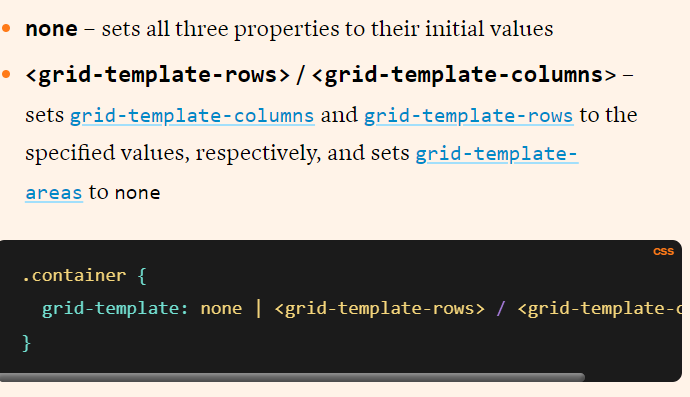 none – sets all three properties to their initial values
<grid-template-rows> / <grid-template-columns> –
sets grid-template-columns and grid-template-rows to the
specified values, respectively, and sets grid-template-
areas to none
CSS
.container {
  grid-template: none | <grid-template-rows> / <grid-template-c
}